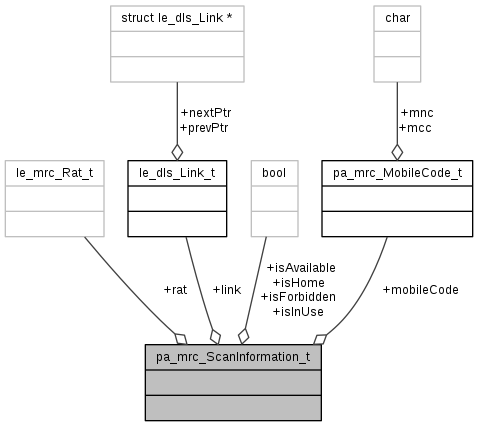 struct le_dls_Link *
char
+nextPtr
+prevPtr
+mnc
+mcc
le_mrc_Rat_t
le_dls_Link_t
bool
pa_mrc_MobileCode_t
+rat
+link
+isAvailable
+isHome
+isForbidden
+isInUse
+mobileCode
pa_mrc_ScanInformation_t